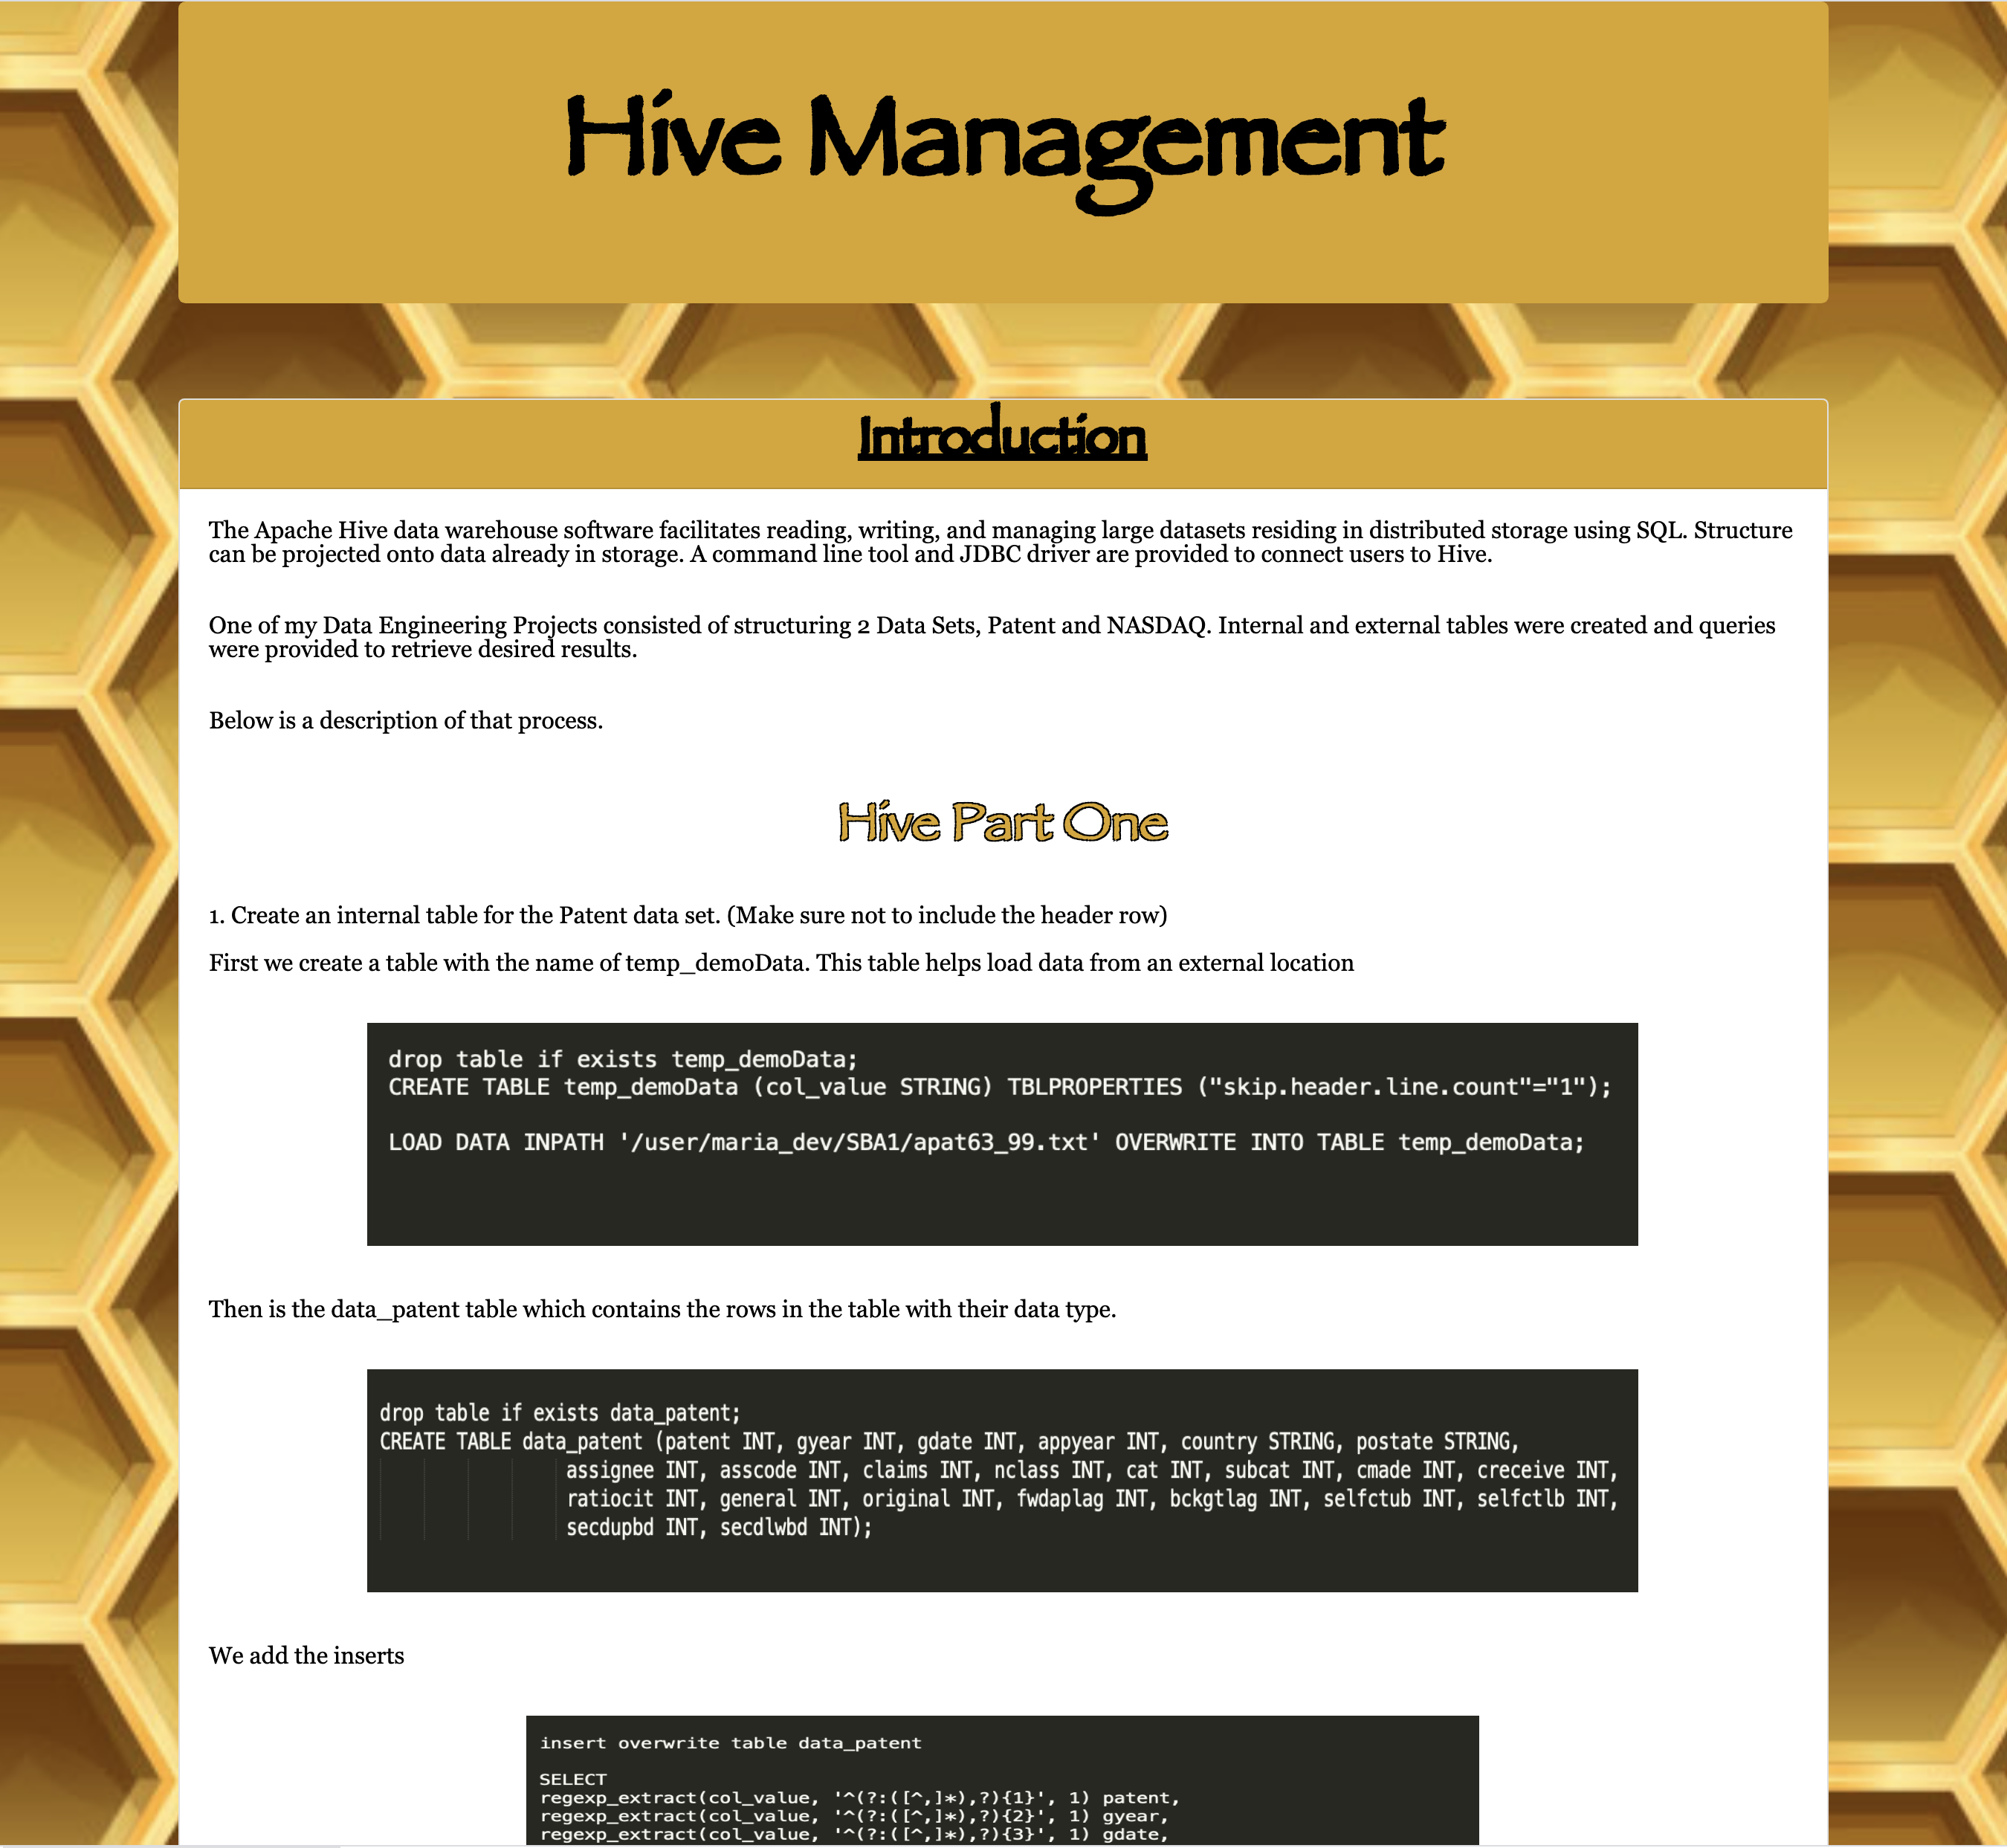 Hive Management
Introduction
The Apache Hive data warehouse software facilitates reading, writing, and managing large datasets residing in distributed storage using SQL. Structure
can be projected onto data already in storage. A command line tool and JDBC driver are provided to connect users to Hive.
One of my Data Engineering Projects consisted of structuring 2 Data Sets, Patent and NASDAQ. Internal and external tables were created and queries
were provided to retrieve desired results.
Below is a description of that process.
Hive Part One
1. Create an internal table for the Patent data set. (Make sure not to include the header row)
First we create a table with the name of temp_demoData. This table helps load data from an external location
drop table if exists temp_demoData;
CREATE TABLE temp_demoData (col_value STRING) TBLPROPERTIES ("skip.header.line.count"="1");
LOAD DATA INPATH '/user/maria_dev/SBA1/apat63_99.txt' OVERWRITE INTO TABLE temp_demoData;
Then is the data_patent table which contains the rows in the table with their data type.
drop table if exists data_patent;
CREATE TABLE data_patent (patent INT, gyear INT, gdate INT, appyear INT, country STRING, postate STRING,
assignee INT, asscode INT, claims INT, nclass INT, cat INT, subcat INT, cmade INT, creceive INT,
ratiocit INT, general INT, original INT, fwdaplag INT, bckgtlag INT, selfctub INT, selfctlb INT,
secdupbd INT, secdlwbd INT);
We add the inserts
insert overwrite table data_patent
SELECT
regexp_extract(col_value, '^(?:([^,]*),?){1}', 1) patent,
regexp_extract(col_value, '^(?:([^,]*),?){2}', 1) gyear,
regexp_extract(col_value, '^(?:([^,]*),?){3}', 1) gdate,